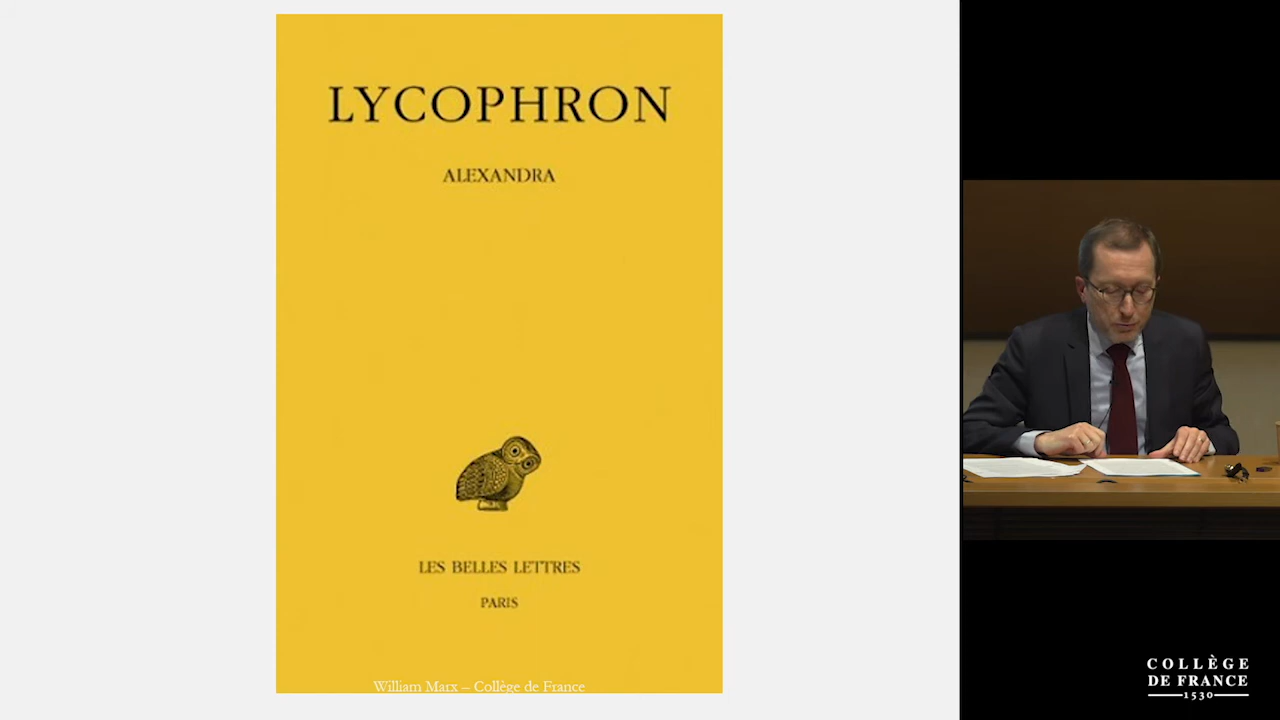 LYCOPHRON
ALEXANDRA
LES BELLES LETTRES
PARIS
William Marx – Collège de France
COLLÈGE
DE FRANCE
1530